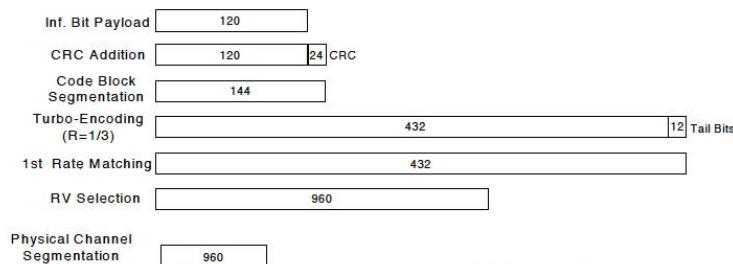 Inf. Bit Payload 120
CRC Addition 120 24 CRC
Code Block
Segmentation 144
Turbo-Encoding
(R=1/3) 432 12 Tail Bits
1st Rate Matching 432
RV Selection 960
Physical Channel
Segmentation 960